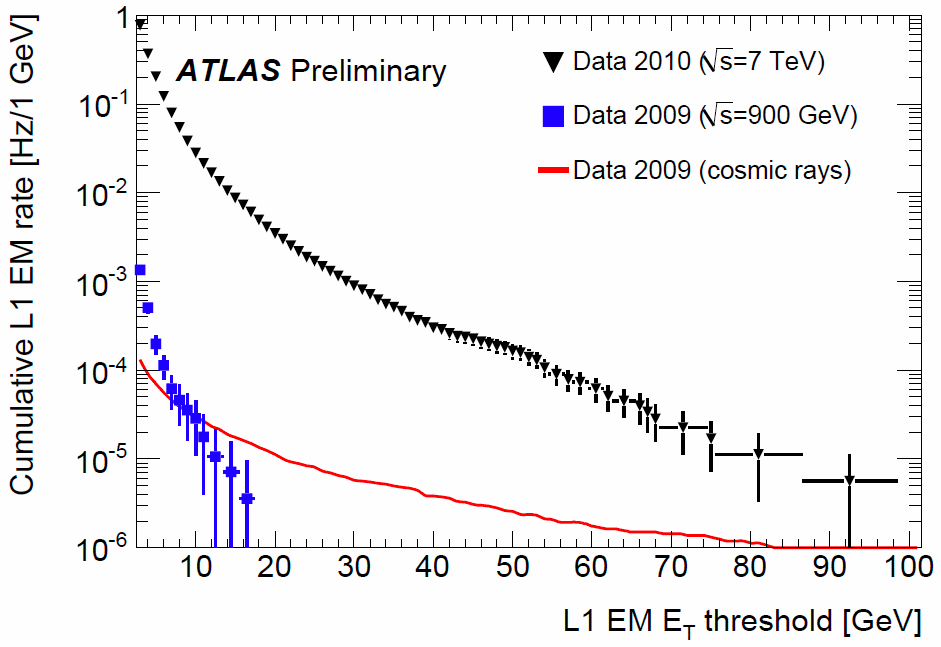 Cumulative L1 EM rate [Hz/1 GeV]
1
10⁻¹
10⁻²
10⁻³
10⁻⁴
10⁻⁵
10⁻⁶
ATLAS Preliminary
Data 2010 (√s=7 TeV)
Data 2009 (√s=900 GeV)
Data 2009 (cosmic rays)
10 20 30 40 50 60 70 80 90 100
L1 EM E_T threshold [GeV]